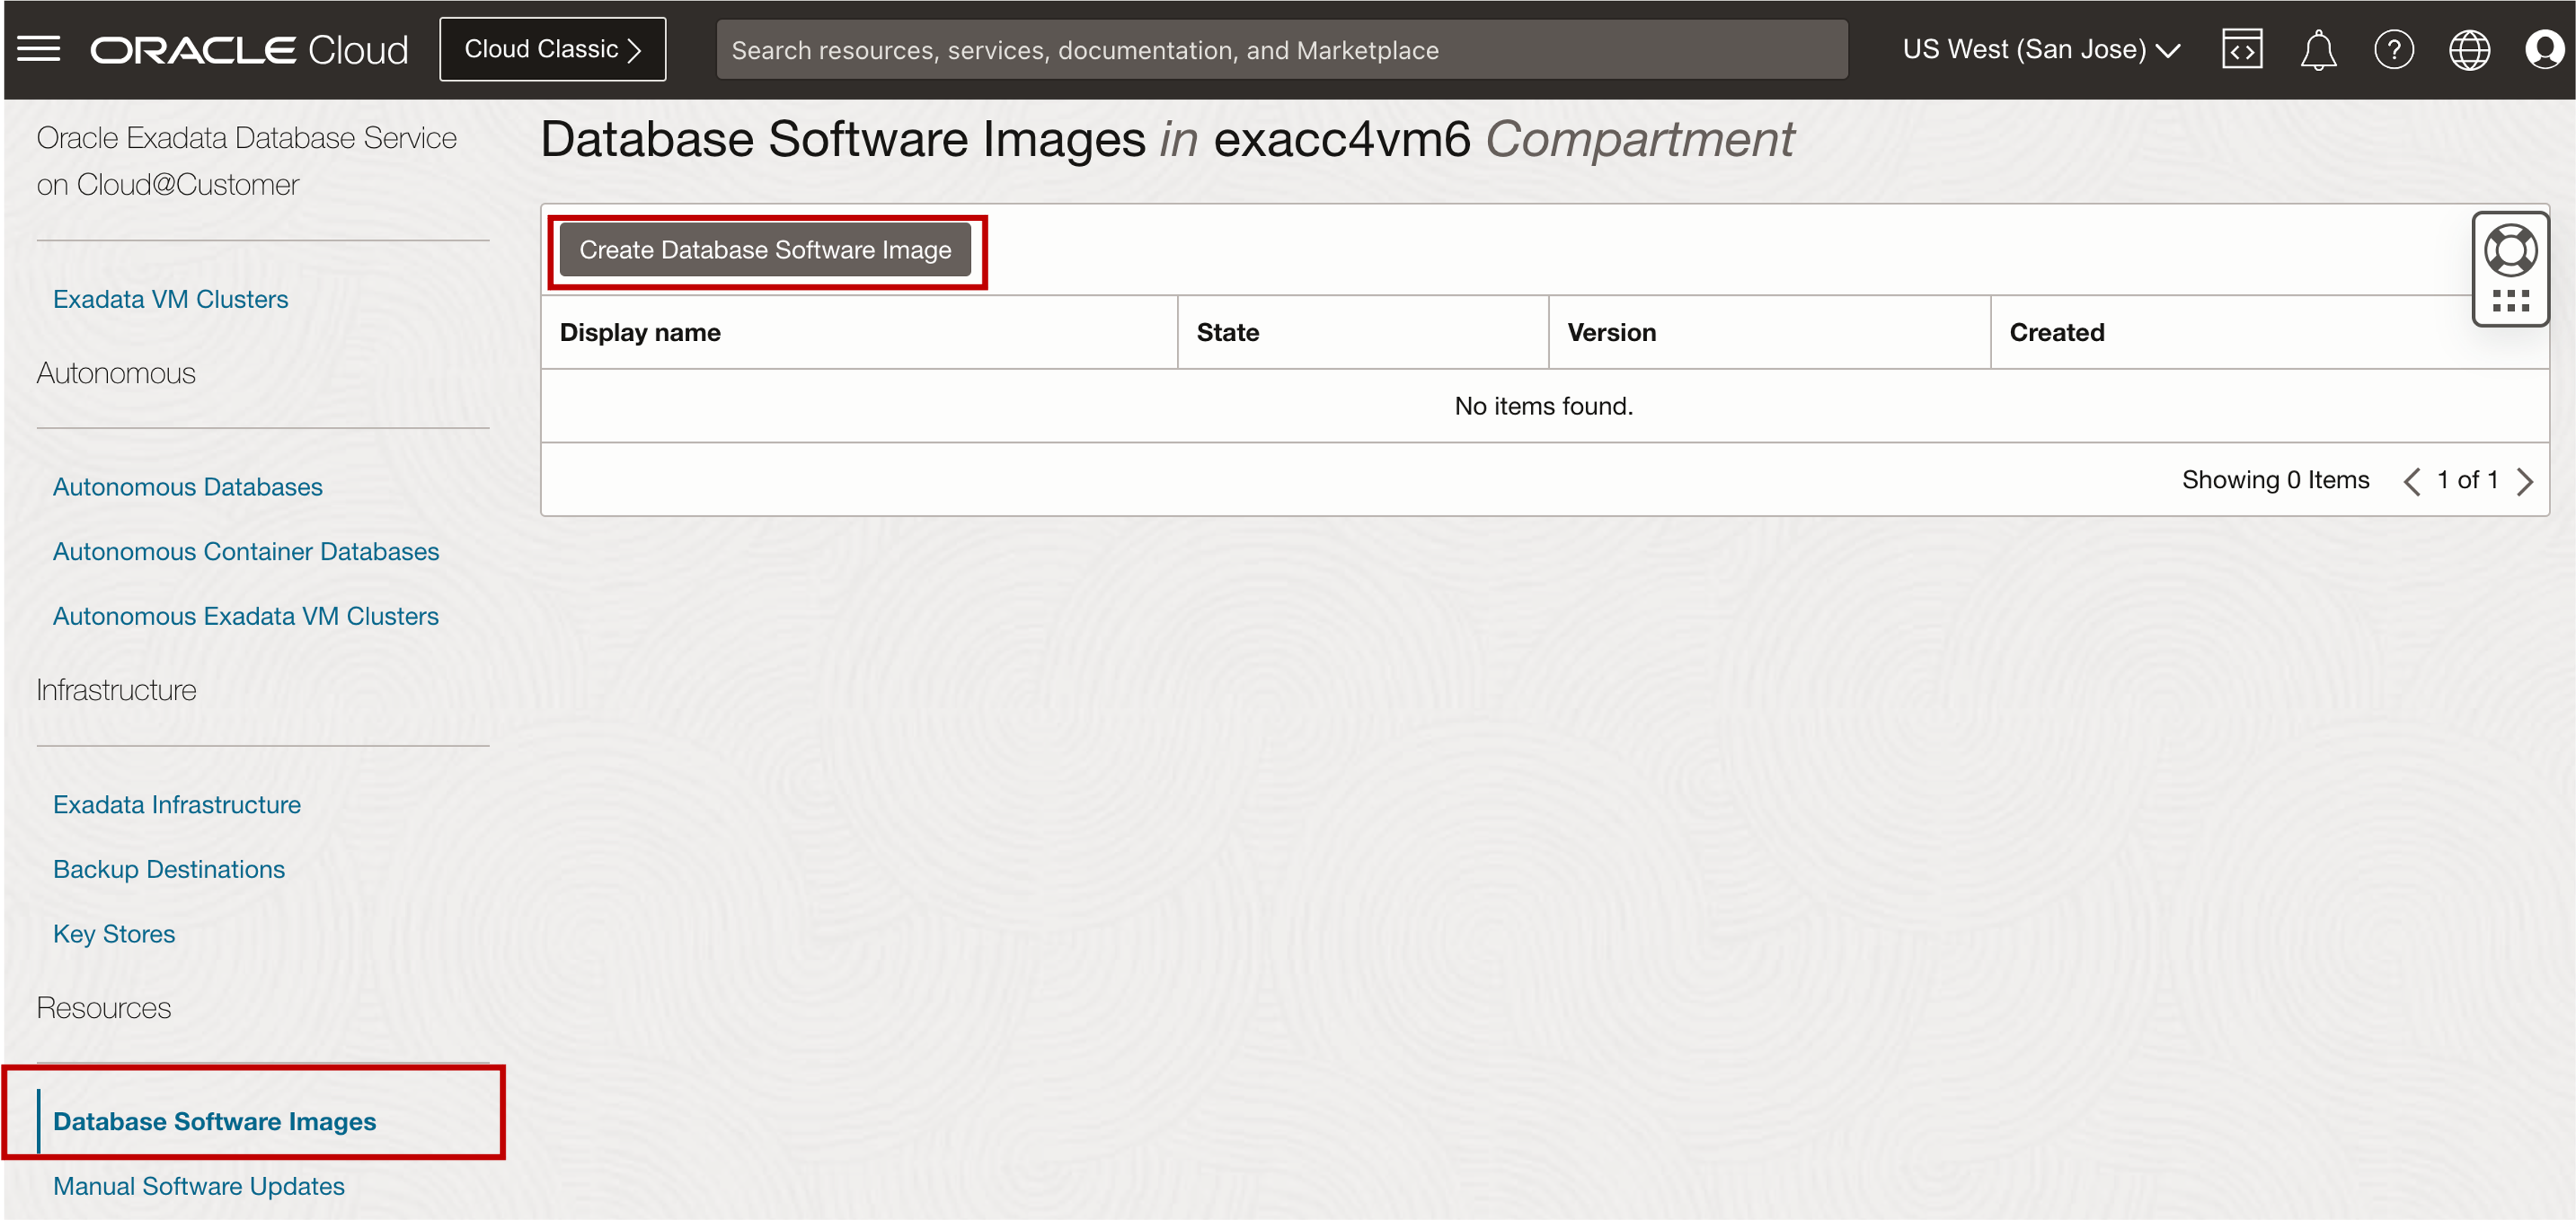 ORACLE Cloud
Cloud Classic
Search resources, services, documentation, and Marketplace
US West (San Jose)
Oracle Exadata Database Service
on Cloud@Customer
Exadata VM Clusters
Autonomous
Autonomous Databases
Autonomous Container Databases
Autonomous Exadata VM Clusters
Infrastructure
Exadata Infrastructure
Backup Destinations
Key Stores
Resources
Database Software Images
Manual Software Updates
Database Software Images in exacc4vm6 Compartment
Create Database Software Image
Display name State Version Created
No items found.
Showing 0 Items 1 of 1